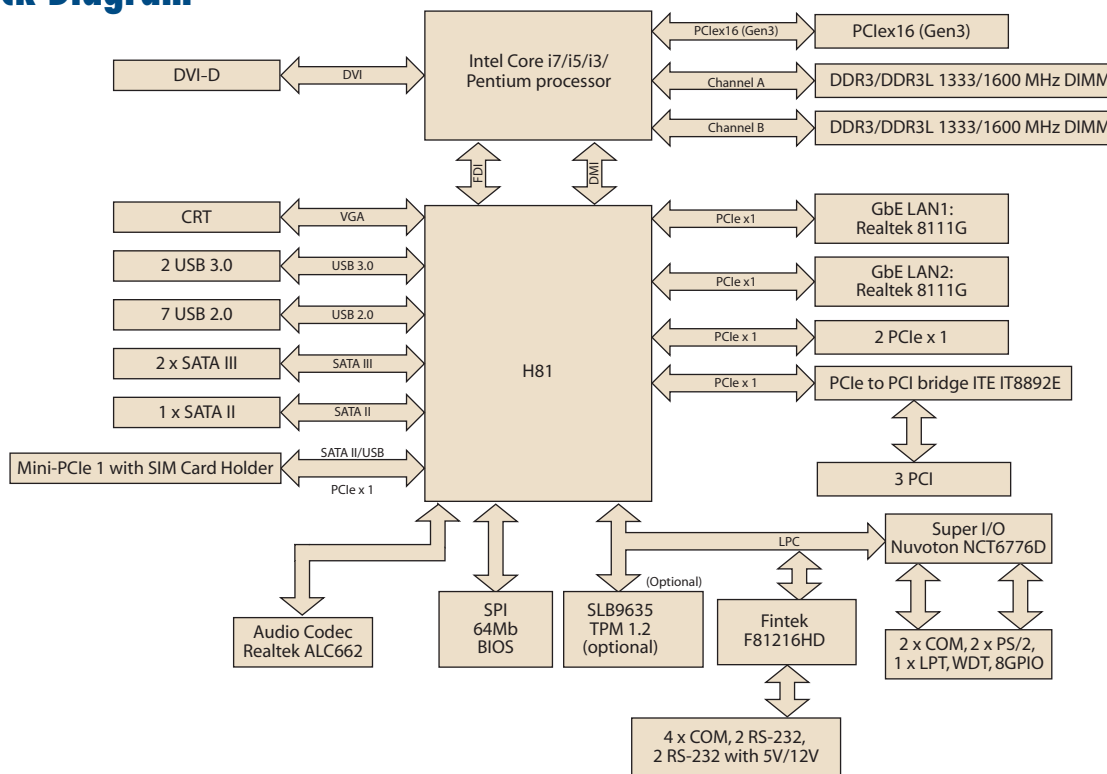 Diagram
Intel Core i7/i5/i3/
Pentium processor
PCIex16 (Gen3)
PCIex16 (Gen3)
DVI-D
DVI
Channel A
DDR3/DDR3L 1333/1600 MHz DIMM
Channel B
DDR3/DDR3L 1333/1600 MHz DIMM
FDI
DMI
CRT
VGA
2 USB 3.0
USB 3.0
7 USB 2.0
USB 2.0
2 x SATA III
SATA III
1 x SATA II
SATA II
Mini-PCIe 1 with SIM Card Holder
SATA II/USB
PCIe x 1
H81
PCIe x1
GbE LAN1:
Realtek 8111G
PCIe x1
GbE LAN2:
Realtek 8111G
PCIe x 1
2 PCIe x 1
PCIe x 1
PCIe to PCI bridge ITE IT8892E
3 PCI
LPC
Super I/O
Nuvoton NCT6776D
(Optional)
Audio Codec
Realtek ALC662
SPI
64Mb
BIOS
SLB9635
TPM 1.2
(optional)
Fintek
F81216HD
2 x COM, 2 x PS/2,
1 x LPT, WDT, 8GPIO
4 x COM, 2 RS-232,
2 RS-232 with 5V/12V